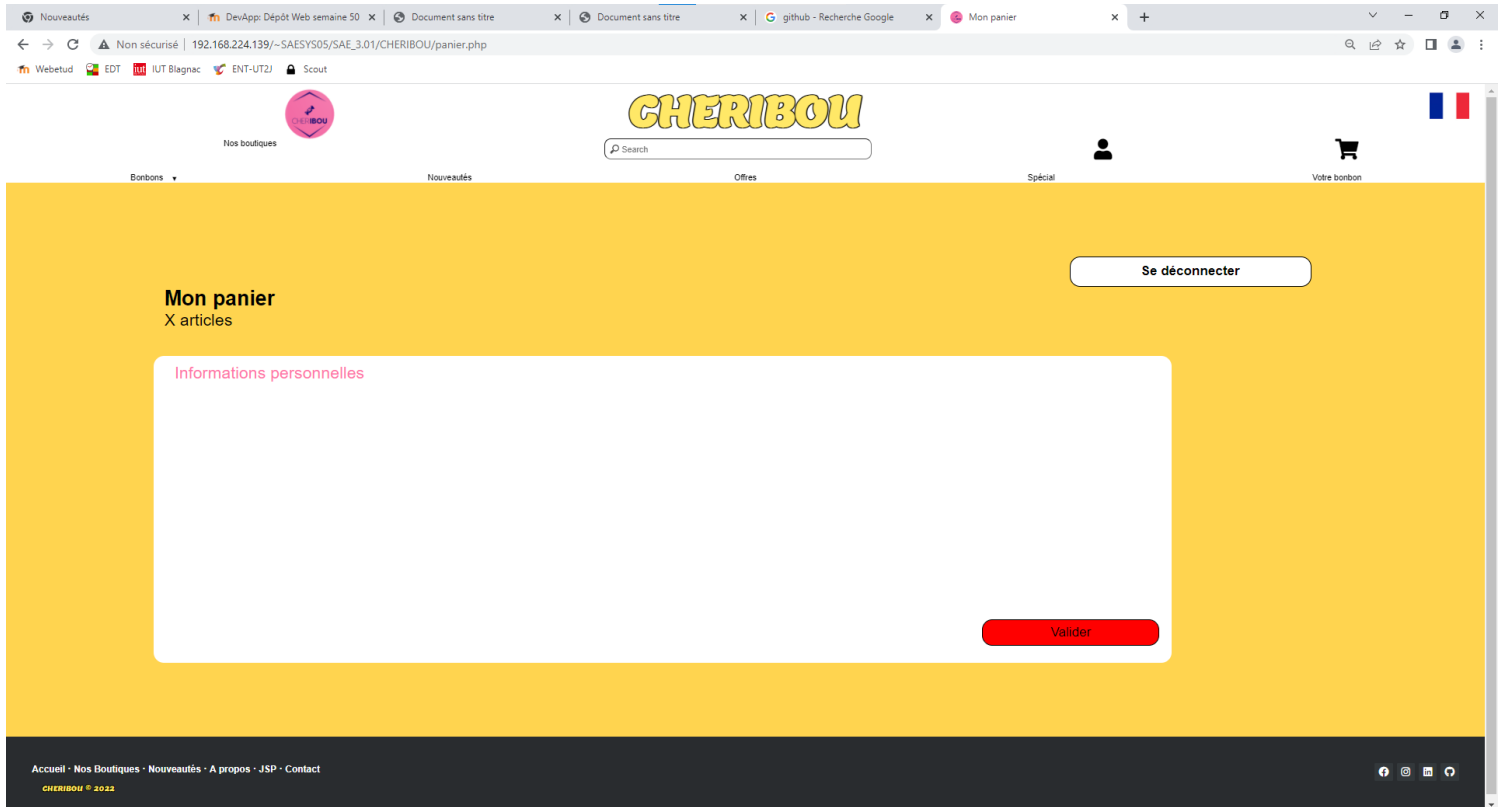 Nouveautés
DevApp: Dépôt Web semaine 50
Document sans titre
Document sans titre
github - Recherche Google
Mon panier
Non sécurisé | 192.168.224.139/~SAESYS05/SAE_3.01/CHERIBOU/panier.php
Webetud EDT iut IUT Blagnac ENT-UT2J Scout
CHERIBOU
CHERIBOU
Nos boutiques
Search
Bonbons ▼ Nouveautés Offres Spécial Votre bonbon
Se déconnecter
Mon panier
X articles
Informations personnelles
Valider
Accueil · Nos Boutiques · Nouveautés · A propos · JSP · Contact
CHERIBOU © 2022